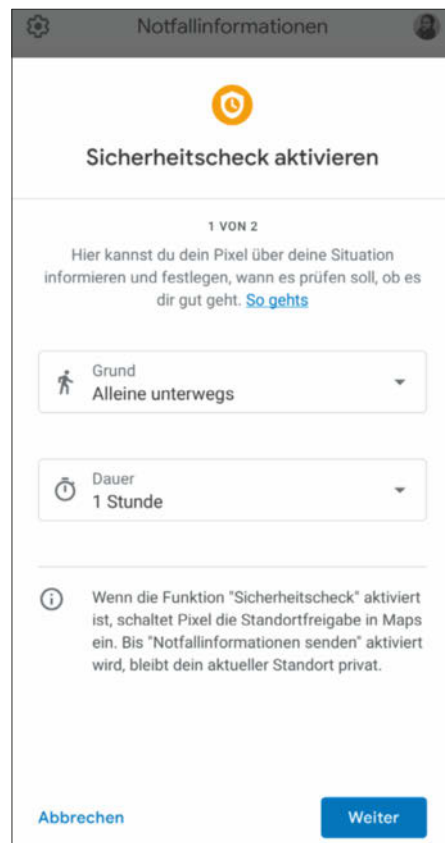 Notfallinformationen
Sicherheitscheck aktivieren
1 VON 2
Hier kannst du dein Pixel über deine Situation
informieren und festlegen, wann es prüfen soll, ob es
dir gut geht. So gehts
Grund
Alleine unterwegs
Dauer
1 Stunde
Wenn die Funktion "Sicherheitscheck" aktiviert
ist, schaltet Pixel die Standortfreigabe in Maps
ein. Bis "Notfallinformationen senden" aktiviert
wird, bleibt dein aktueller Standort privat.
Abbrechen
Weiter